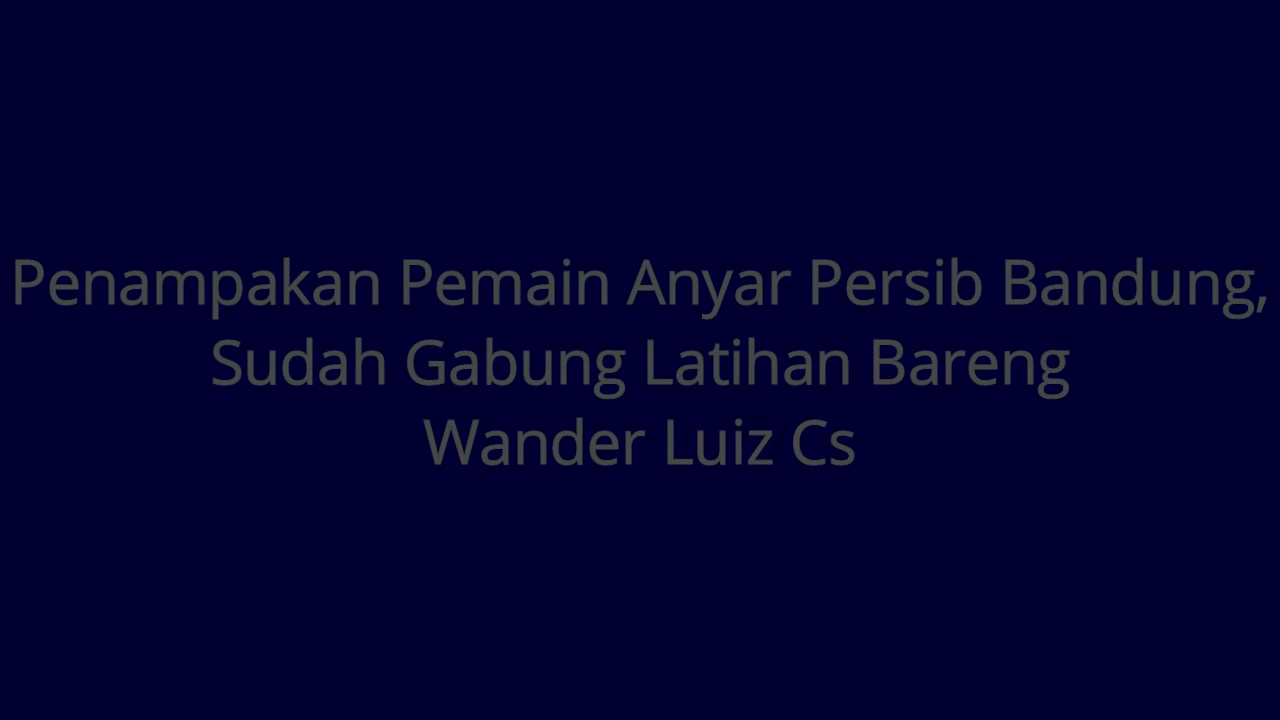 Penampakan Pemain Anyar Persib Bandung,
Sudah Gabung Latihan Bareng
Wander Luiz Cs